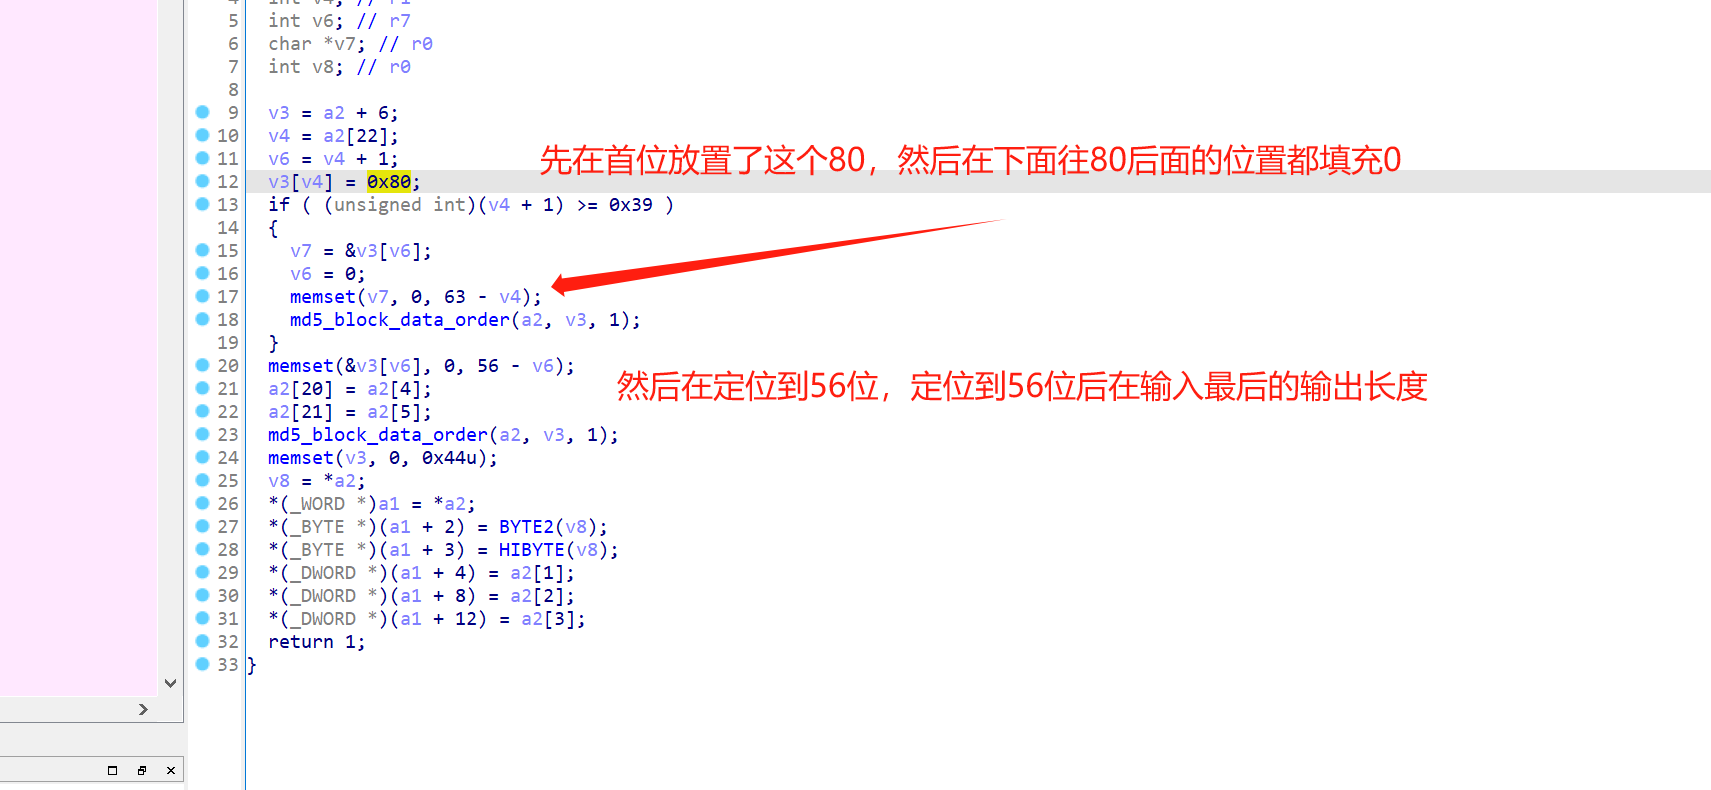 4 int v4; // r1
5 int v6; // r7
6 char *v7; // r0
7 int v8; // r0
8
9 v3 = a2 + 6;
10 v4 = a2[22];
11 v6 = v4 + 1;
先在首位放置了这个80，然后在下面往80后面的位置都填充0
12 v3[v4] = 0x80;
13 if ( (unsigned int)(v4 + 1) >= 0x39 )
14 {
15 v7 = &v3[v6];
16 v6 = 0;
17 memset(v7, 0, 63 - v4);
18 md5_block_data_order(a2, v3, 1);
19 }
20 memset(&v3[v6], 0, 56 - v6);
然后在定位到56位，定位到56位后在输入最后的输出长度
21 a2[20] = a2[4];
22 a2[21] = a2[5];
23 md5_block_data_order(a2, v3, 1);
24 memset(v3, 0, 0x44u);
25 v8 = *a2;
26 *(_WORD *)a1 = *a2;
27 *(_BYTE *)(a1 + 2) = BYTE2(v8);
28 *(_BYTE *)(a1 + 3) = HIBYTE(v8);
29 *(_DWORD *)(a1 + 4) = a2[1];
30 *(_DWORD *)(a1 + 8) = a2[2];
31 *(_DWORD *)(a1 + 12) = a2[3];
32 return 1;
33 }